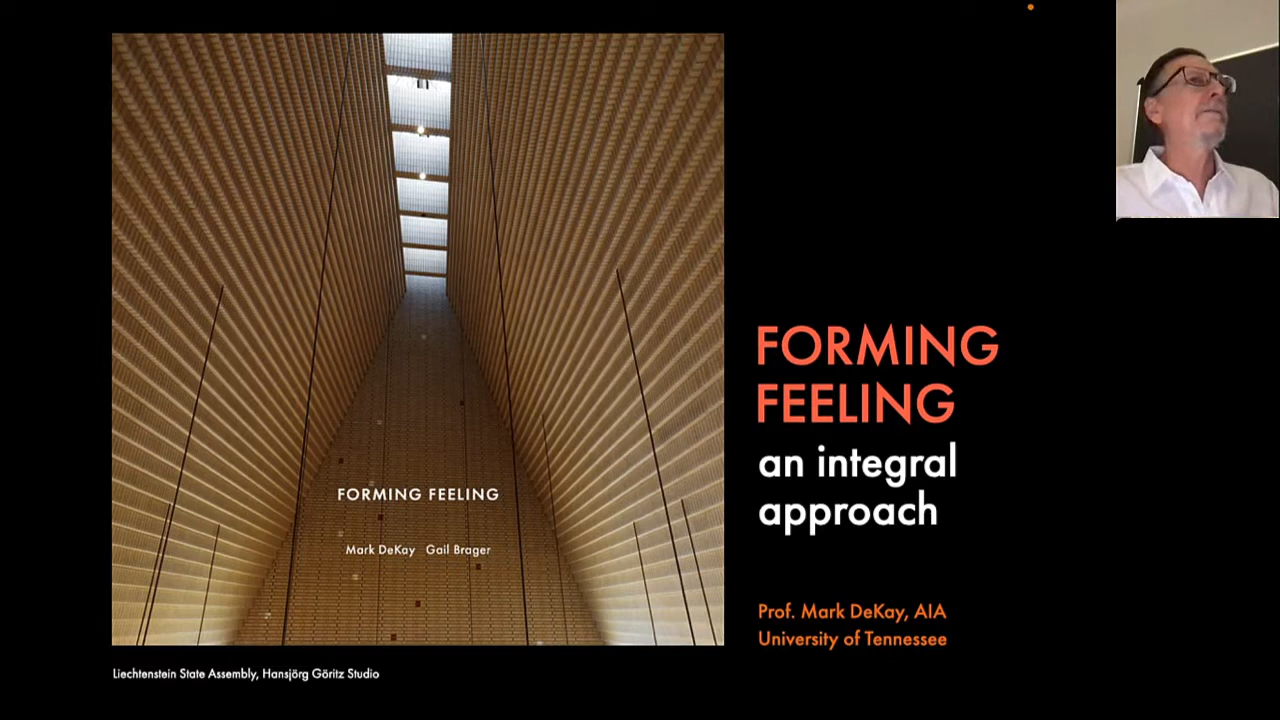 FORMING FEELING
Mark DeKay Gail Brager
FORMING
FEELING
an integral
approach
Prof. Mark DeKay, AIA
University of Tennessee
Liechtenstein State Assembly, Hansjörg Göritz Studio